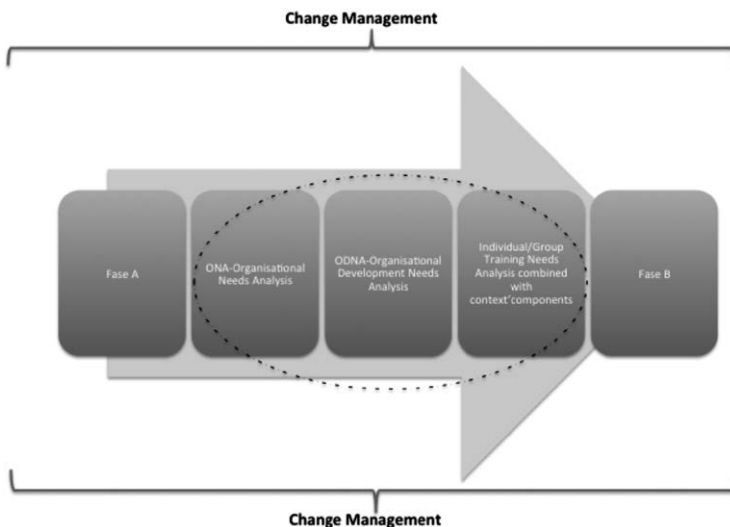 Change Management
Fase A
ONA-Organisational
Needs Analysis
ODNA-Organisational
Development Needs
Analysis
Individual/Group
Training Needs
Analysis combined
with
context'components
Fase B
Change Management